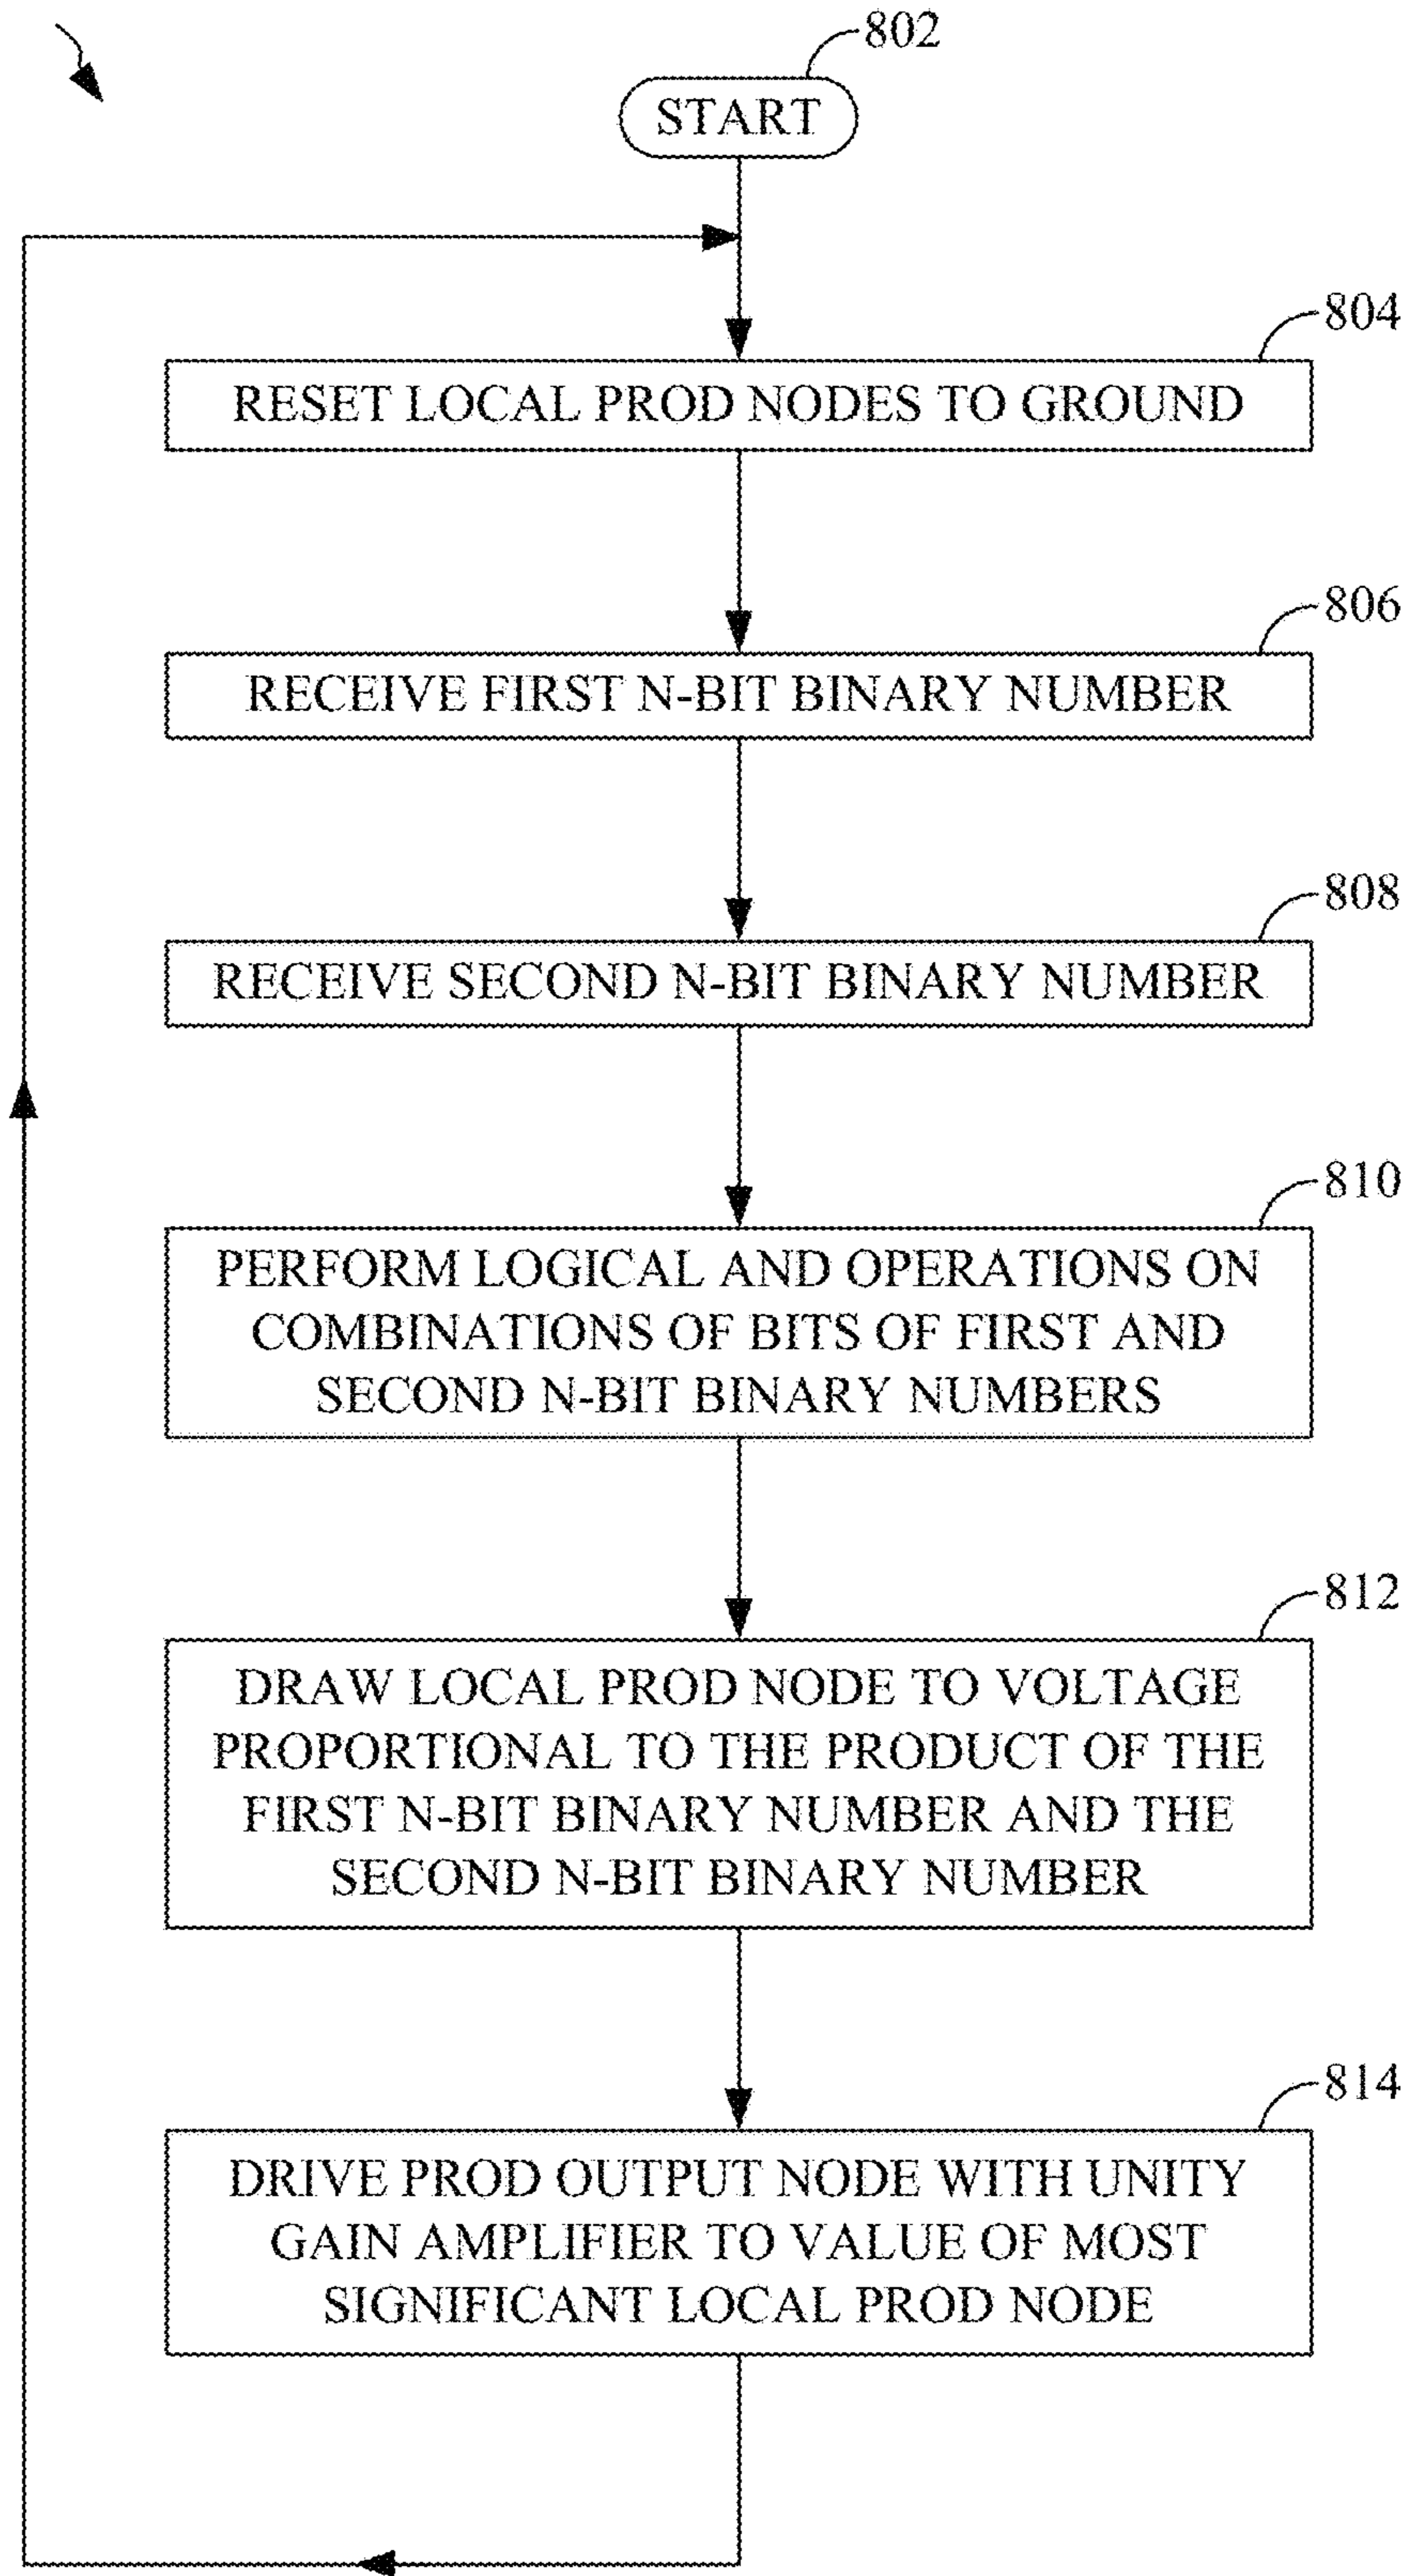 802
START
804
RESET LOCAL PROD NODES TO GROUND
806
RECEIVE FIRST N-BIT BINARY NUMBER
808
RECEIVE SECOND N-BIT BINARY NUMBER
810
PERFORM LOGICAL AND OPERATIONS ON
COMBINATIONS OF BITS OF FIRST AND
SECOND N-BIT BINARY NUMBERS
812
DRAW LOCAL PROD NODE TO VOLTAGE
PROPORTIONAL TO THE PRODUCT OF THE
FIRST N-BIT BINARY NUMBER AND THE
SECOND N-BIT BINARY NUMBER
814
DRIVE PROD OUTPUT NODE WITH UNITY
GAIN AMPLIFIER TO VALUE OF MOST
SIGNIFICANT LOCAL PROD NODE